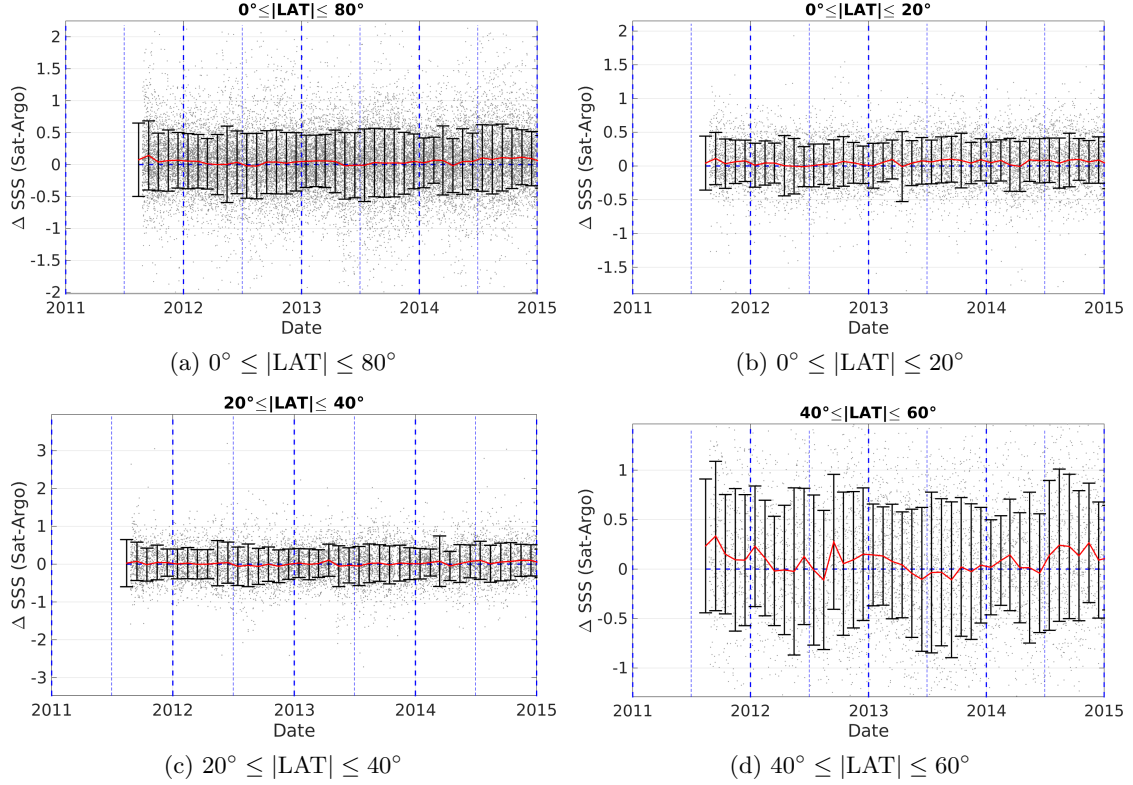 0°≤|LAT|≤ 80°
2
1.5
1
0.5
0
-0.5
-1
-1.5
-2
Δ SSS (Sat-Argo)
2011 2012 2013 2014 2015
Date
(a) 0° ≤ |LAT| ≤ 80°
0°≤|LAT|≤ 20°
2
1.5
1
0.5
0
-0.5
-1
-1.5
Δ SSS (Sat-Argo)
2011 2012 2013 2014 2015
Date
(b) 0° ≤ |LAT| ≤ 20°
20°≤|LAT|≤ 40°
3
2
1
0
-1
-2
-3
Δ SSS (Sat-Argo)
2011 2012 2013 2014 2015
Date
(c) 20° ≤ |LAT| ≤ 40°
40°≤|LAT|≤ 60°
1
0.5
0
-0.5
-1
Δ SSS (Sat-Argo)
2011 2012 2013 2014 2015
Date
(d) 40° ≤ |LAT| ≤ 60°